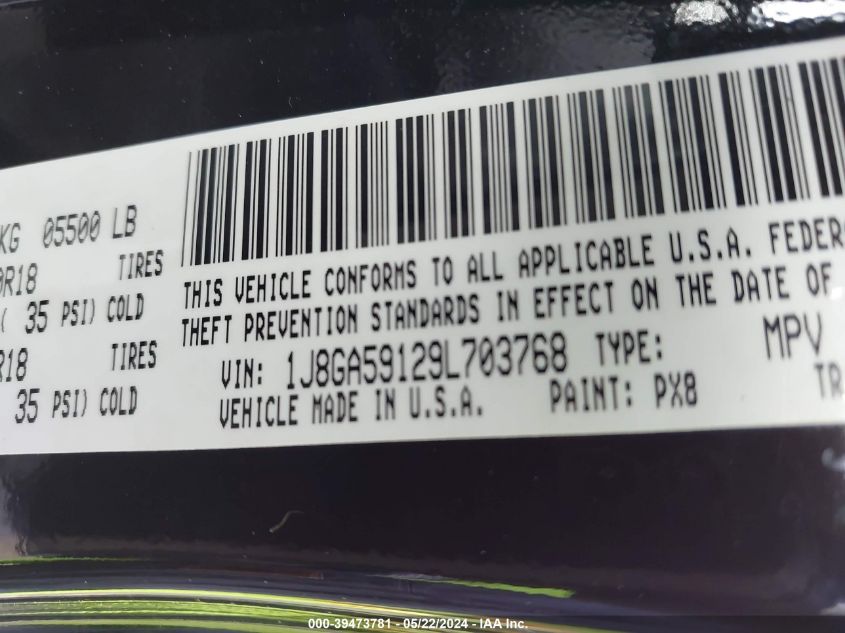 KG 05500 LB
0R18 TIRES
( 35 PSI) COLD
R18 TIRES
35 PSI) COLD
THIS VEHICLE CONFORMS TO ALL APPLICABLE U.S.A. FEDER
THEFT PREVENTION STANDARDS IN EFFECT ON THE DATE OF
VIN: 1J8GA59129L703768 TYPE: MPV
VEHICLE MADE IN U.S.A. PAINT: PX8 TR
000-39473781 - 05/22/2024 - IAA Inc.